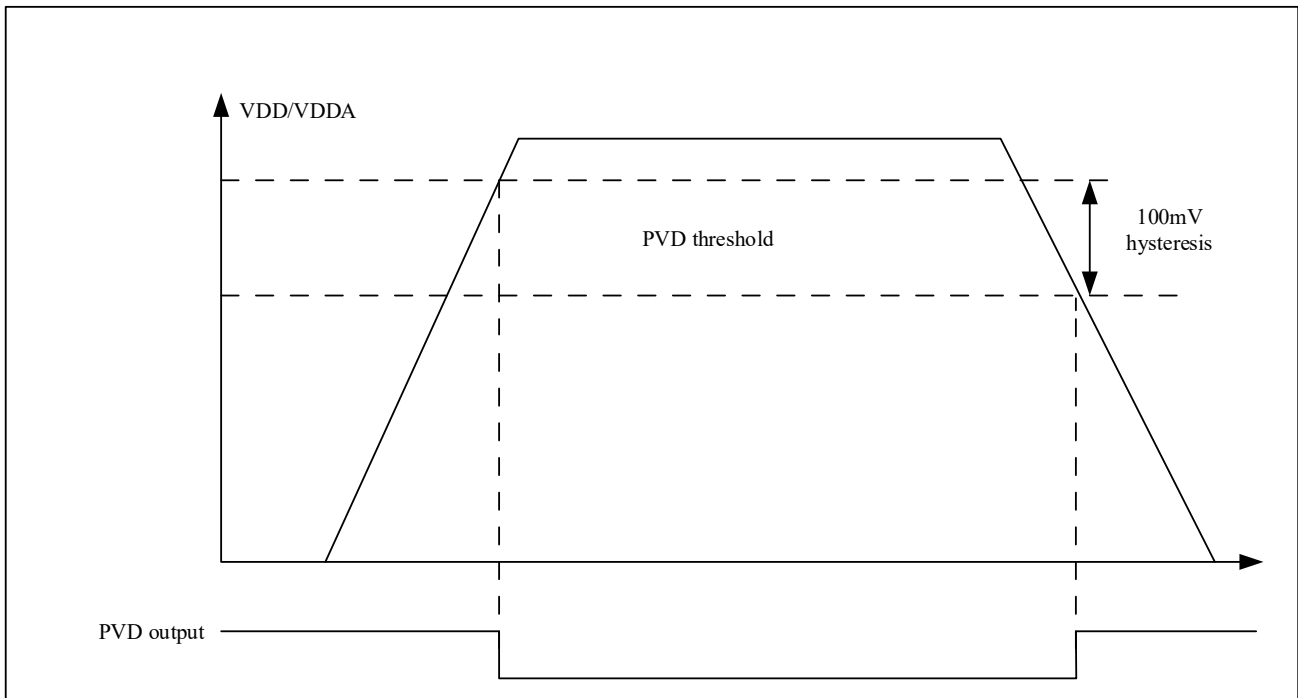 VDD/VDDA
PVD threshold
100mV
hysteresis
PVD output